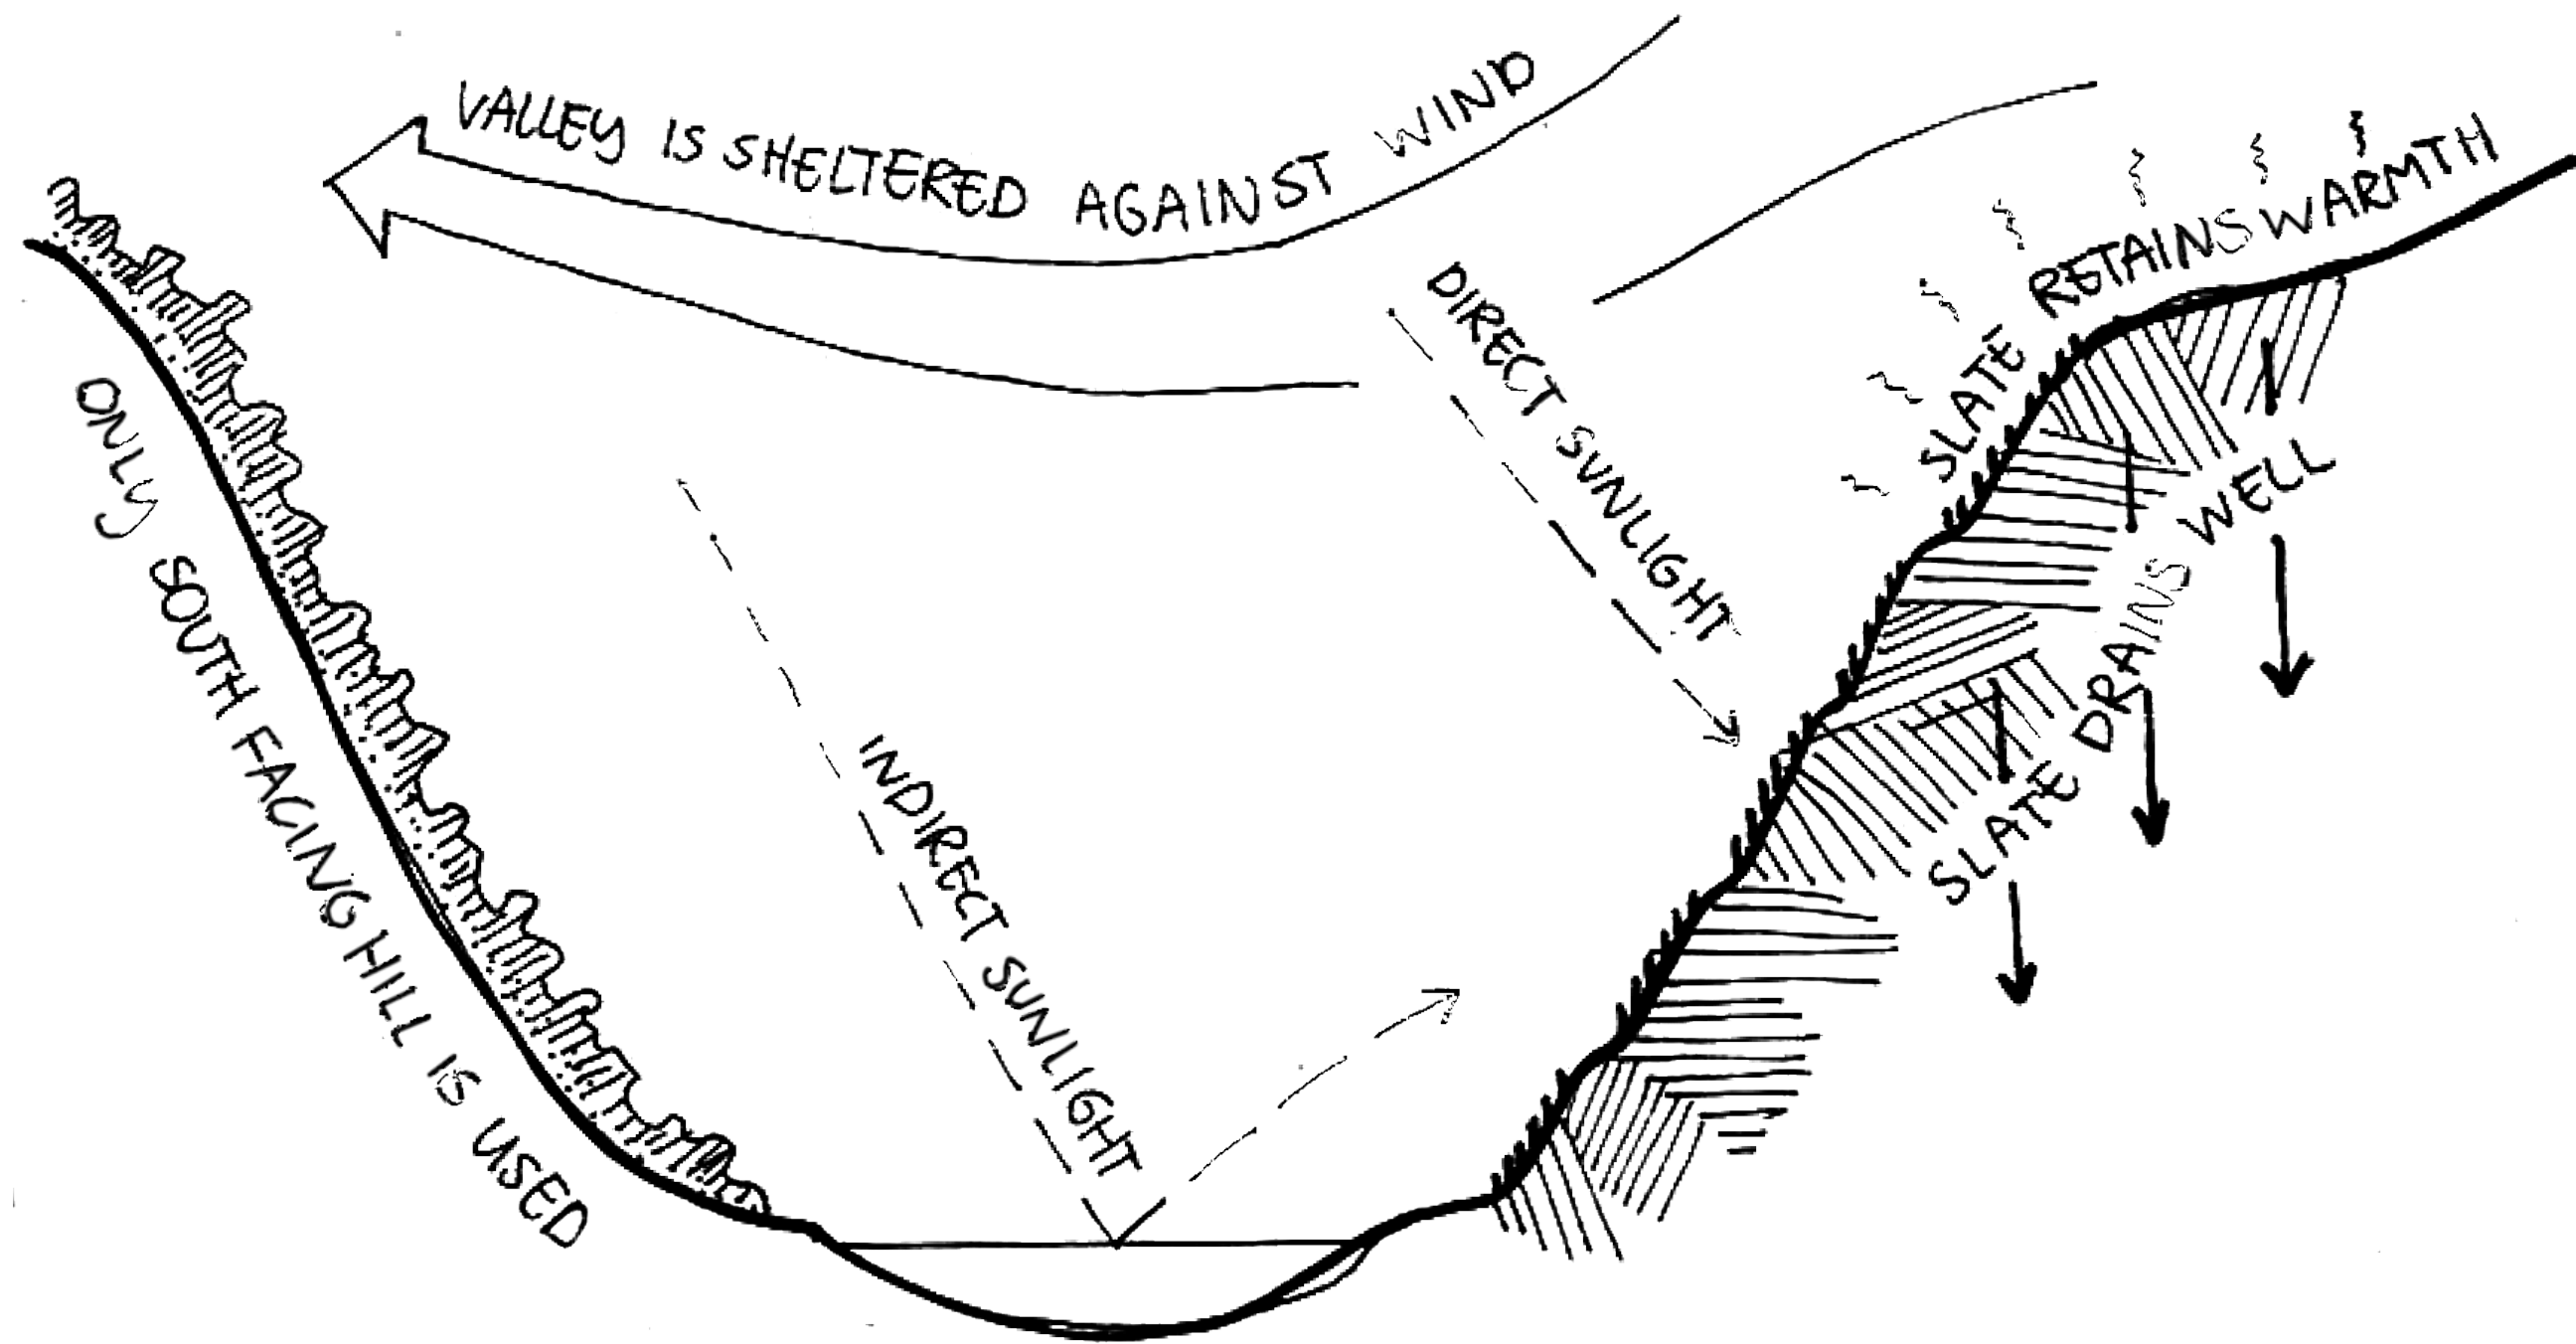 VALLEY IS SHELTERED AGAINST WIND
SLATE RETAINS WARMTH
DIRECT SUNLIGHT
ONLY SOUTH FACING HILL IS USED
INDIRECT SUNLIGHT
SLATE DRAINS WELL